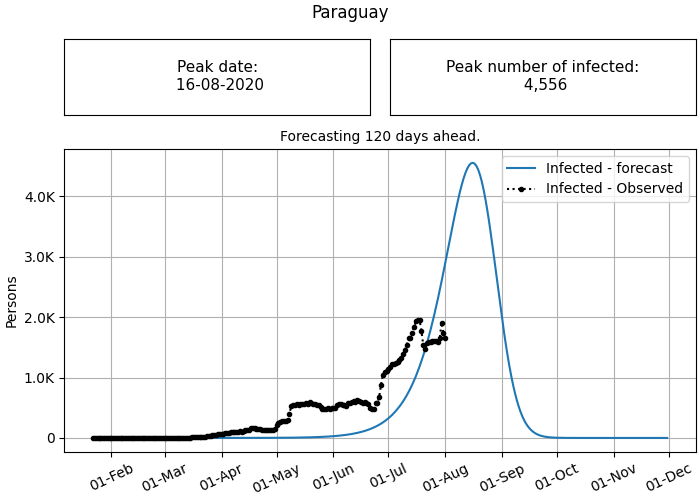 Paraguay
Peak date:
16-08-2020
Peak number of infected:
4,556
Forecasting 120 days ahead.
Infected - forecast
Infected - Observed
4.0K
3.0K
2.0K
1.0K
0
Persons
01-Feb
01-Mar
01-Apr
01-May
01-Jun
01-Jul
01-Aug
01-Sep
01-Oct
01-Nov
01-Dec